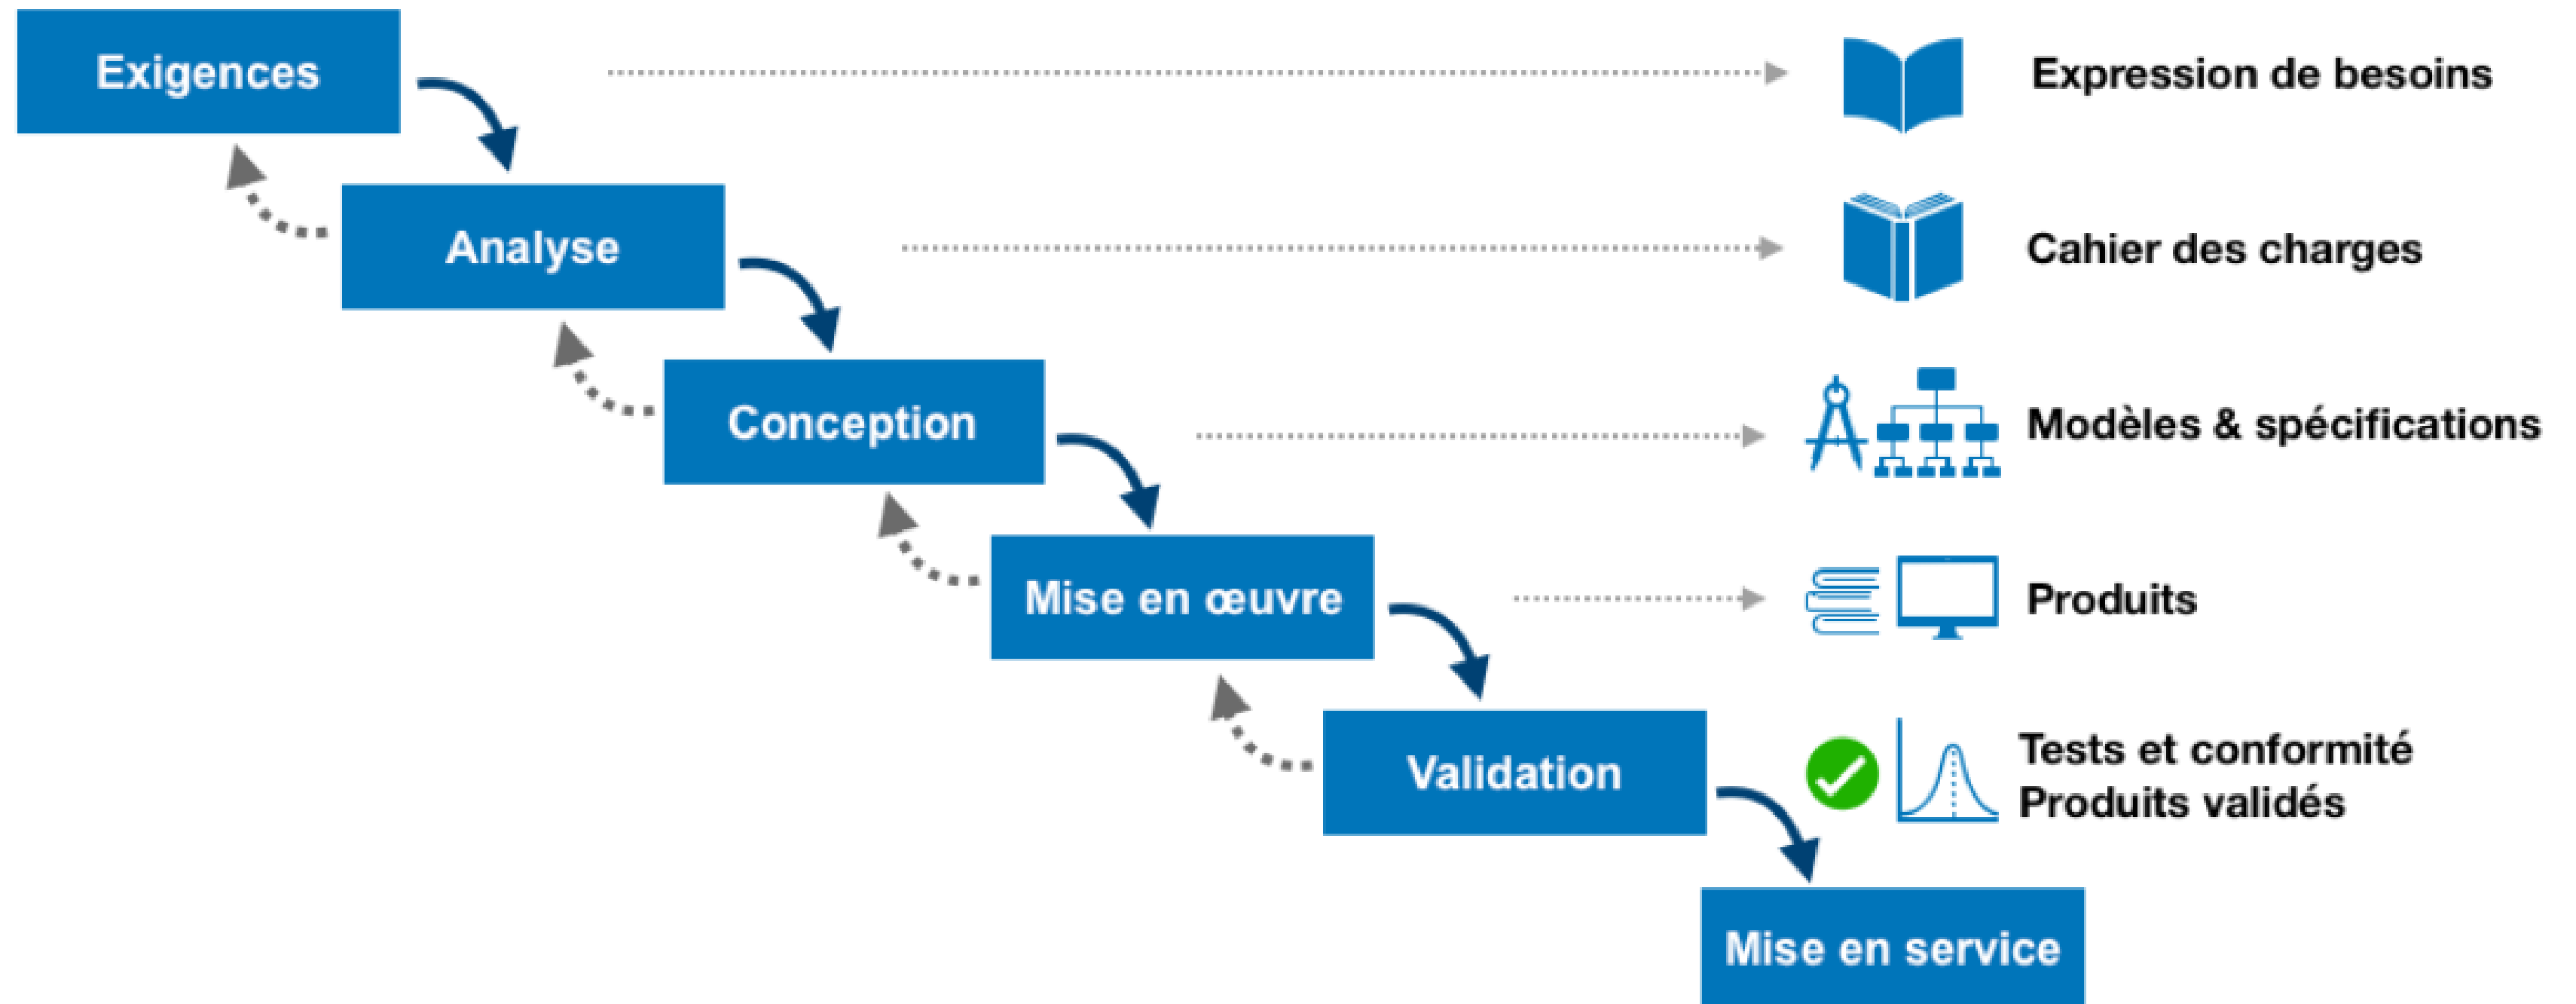 Exigences
Expression de besoins
Analyse
Cahier des charges
Conception
Modèles & spécifications
Mise en œuvre
Produits
Validation
Tests et conformité
Produits validés
Mise en service